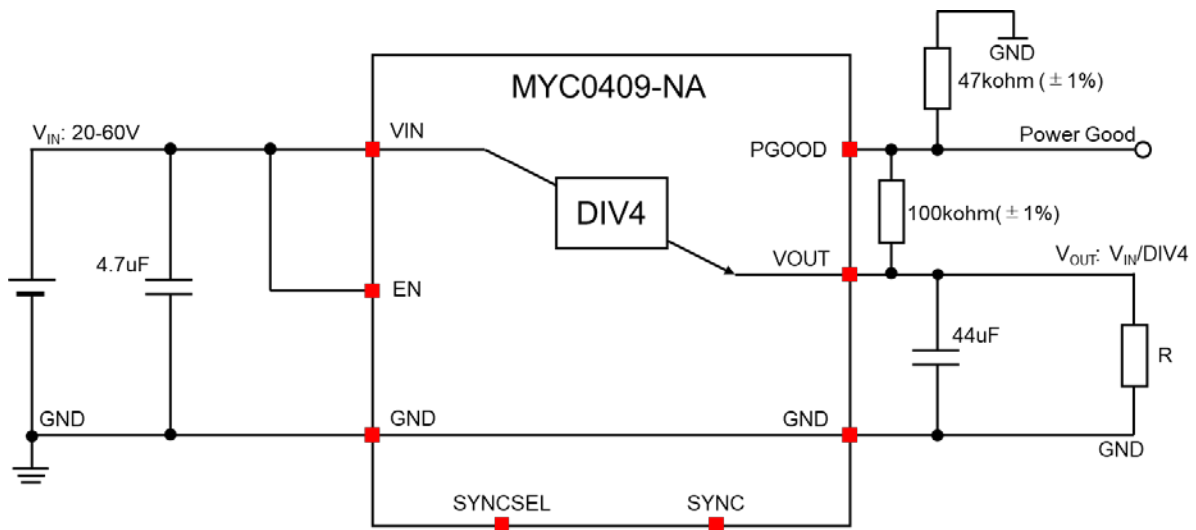 GND
47kohm (±1%)
MYC0409-NA
VIN: 20-60V
VIN
PGOOD
Power Good
DIV4
100kohm(±1%)
VOUT
VOUT: VIN/DIV4
4.7uF
EN
44uF
R
GND
GND
GND
GND
SYNCSEL
SYNC